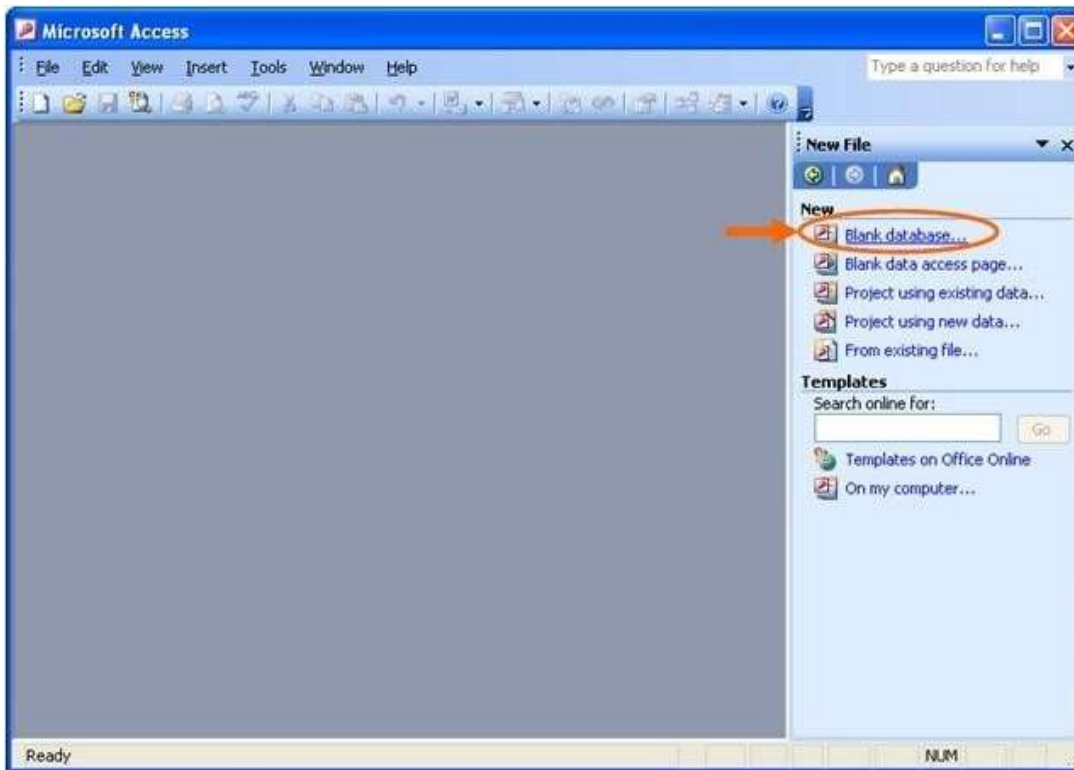 Microsoft Access
File Edit View Insert Tools Window Help
Type a question for help
New File
New
Blank database...
Blank data access page...
Project using existing data...
Project using new data...
From existing file...
Templates
Search online for:
Go
Templates on Office Online
On my computer...
Ready
NUM